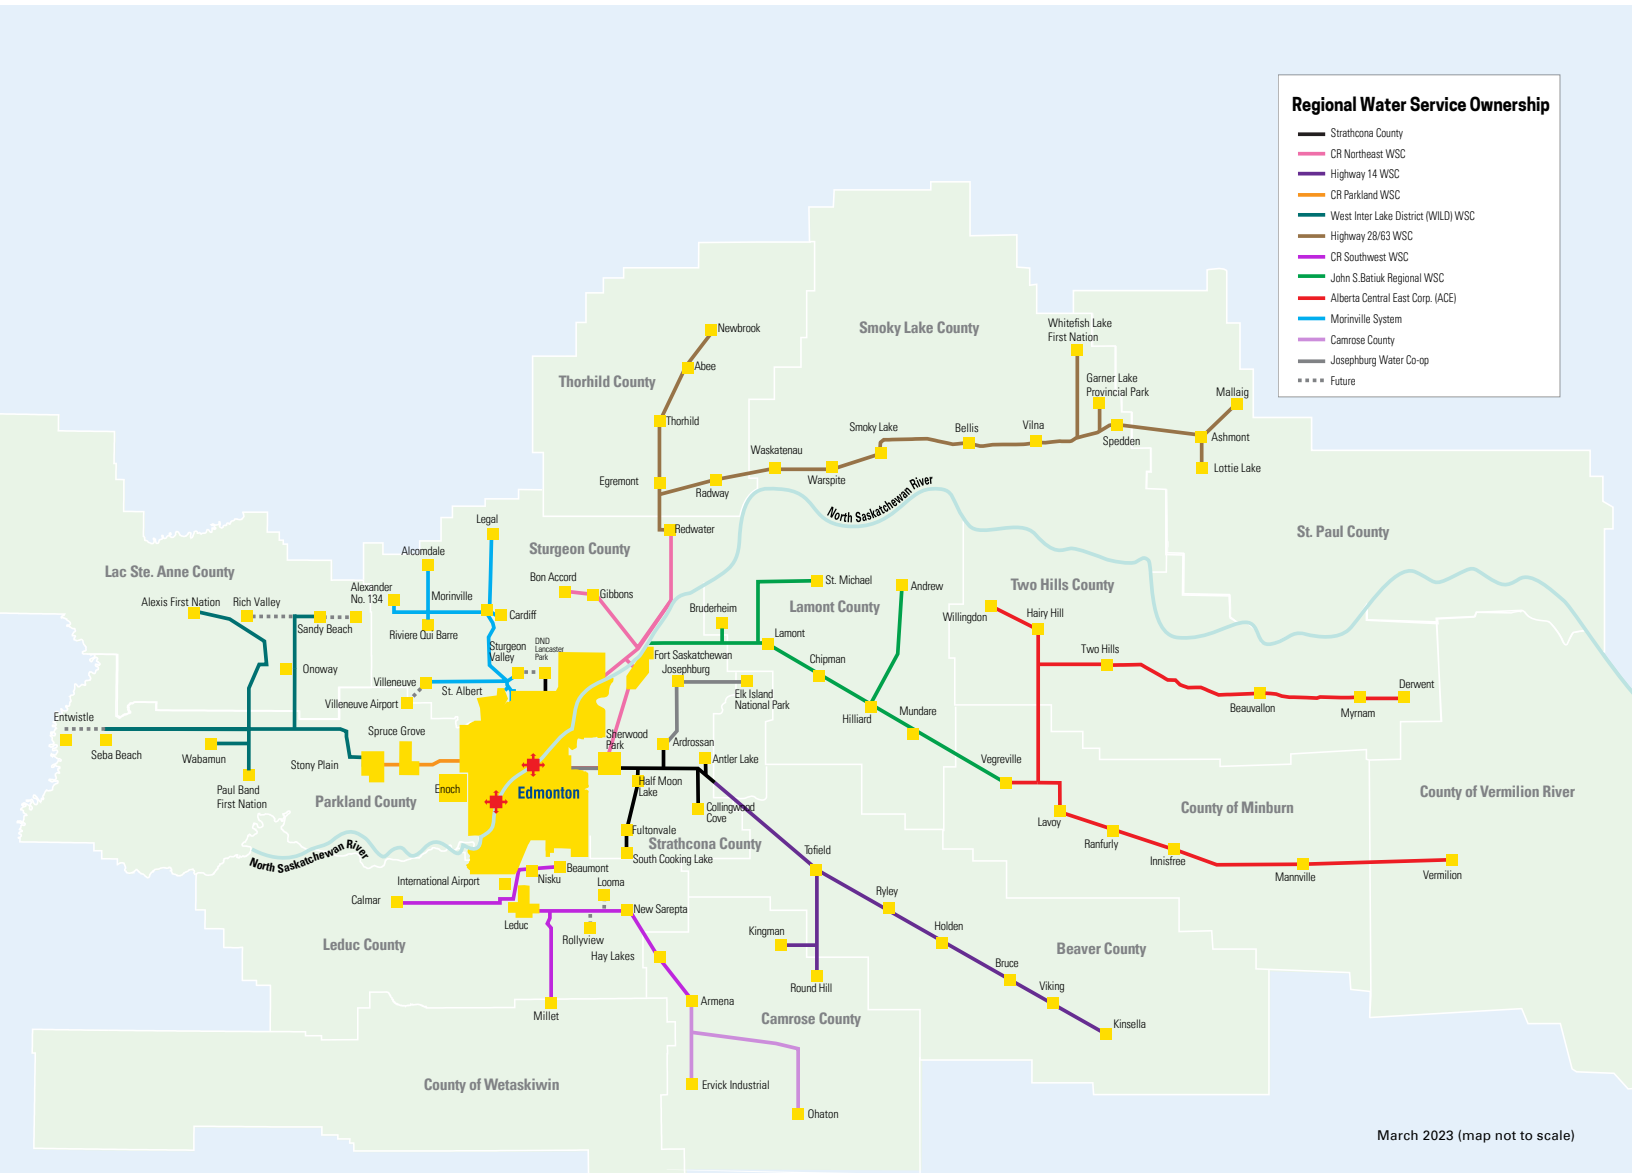 Regional Water Service Ownership
Strathcona County
CR Northeast WSC
Highway 14 WSC
CR Parkland WSC
West Inter Lake District (WILD) WSC
Highway 28/63 WSC
CR Southwest WSC
John S.Batiuk Regional WSC
Alberta Central East Corp. (ACE)
Morinville System
Camrose County
Josephburg Water Co-op
Future
Newbrook
Abee
Thorhild County
Thorhild
Egremont
Radway
Waskatenau
Warspite
Smoky Lake County
Smoky Lake
Bellis
Vilna
Whitefish Lake
First Nation
Garner Lake
Provincial Park
Spedden
Mallaig
Ashmont
Lottie Lake
North Saskatchewan River
Redwater
St. Paul County
Legal
Alcomdale
Sturgeon County
Lac Ste. Anne County
Alexis First Nation
Rich Valley
Sandy Beach
Alexander
No. 134
Morinville
Cardiff
Riviere Qui Barre
Bon Accord
Gibbons
Bruderheim
St. Michael
Lamont County
Andrew
Two Hills County
Willingdon
Hairy Hill
Two Hills
Beauvallon
Myrnam
Derwent
Onoway
Sturgeon
Valley
DND
Lancaster
Park
Villeneuve
St. Albert
Villeneuve Airport
Fort Saskatchewan
Josephburg
Elk Island
National Park
Lamont
Chipman
Hilliard
Mundare
Vegreville
Entwistle
Seba Beach
Wabamun
Paul Band
First Nation
Spruce Grove
Stony Plain
Parkland County
Enoch
Edmonton
Sherwood
Park
Ardrossan
Antler Lake
Half Moon
Lake
Collingwood
Cove
Fultonvale
Strathcona County
South Cooking Lake
County of Minburn
County of Vermilion River
Lavoy
Ranfurly
Innisfree
Mannville
Vermilion
North Saskatchewan River
International Airport
Nisku
Beaumont
Calmar
Leduc
Looma
Rollyview
New Sarepta
Hay Lakes
Leduc County
Millet
Armena
Tofield
Ryley
Holden
Kingman
Round Hill
Bruce
Viking
Kinsella
Beaver County
Camrose County
County of Wetaskiwin
Ervick Industrial
Ohaton
March 2023 (map not to scale)